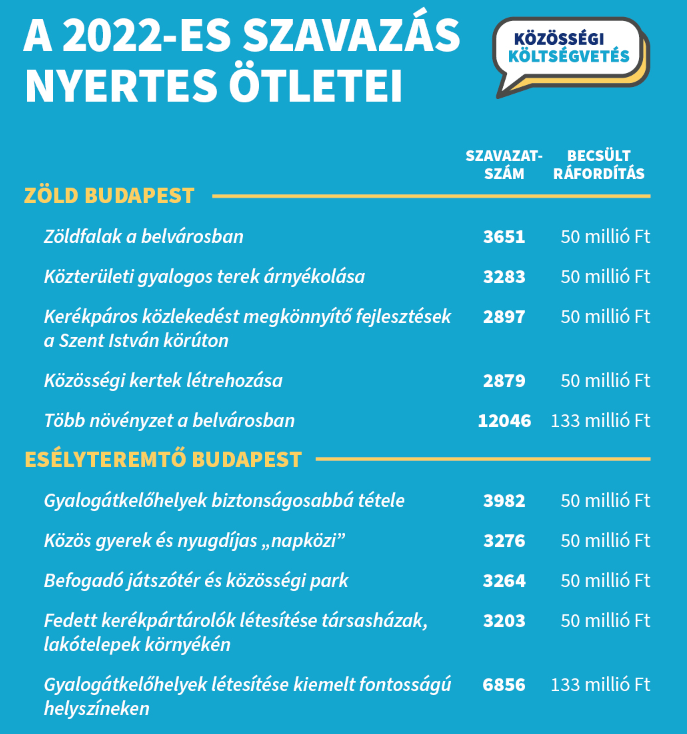 A 2022-ES SZAVAZÁS
NYERTES ÖTLETEI
KÖZÖSSÉGI
KÖLTSÉGVETÉS
SZAVAZAT-
SZÁM
BECSÜLT
RÁFORDÍTÁS
ZÖLD BUDAPEST
Zöldfalak a belvárosban 3651 50 millió Ft
Közterületi gyalogos terek árnyékolása 3283 50 millió Ft
Kerékpáros közlekedést megkönnyítő fejlesztések 2897 50 millió Ft
a Szent István körúton
Közösségi kertek létrehozása 2879 50 millió Ft
Több növényzet a belvárosban 12046 133 millió Ft
ESÉLYTEREMTŐ BUDAPEST
Gyalogátkelőhelyek biztonságosabbá tétele 3982 50 millió Ft
Közös gyerek és nyugdíjas „napközi” 3276 50 millió Ft
Befogadó játszótér és közösségi park 3264 50 millió Ft
Fedett kerékpártárolók létesítése társasházak, 3203 50 millió Ft
lakótelepek környékén
Gyalogátkelőhelyek létesítése kiemelt fontosságú 6856 133 millió Ft
helyszíneken